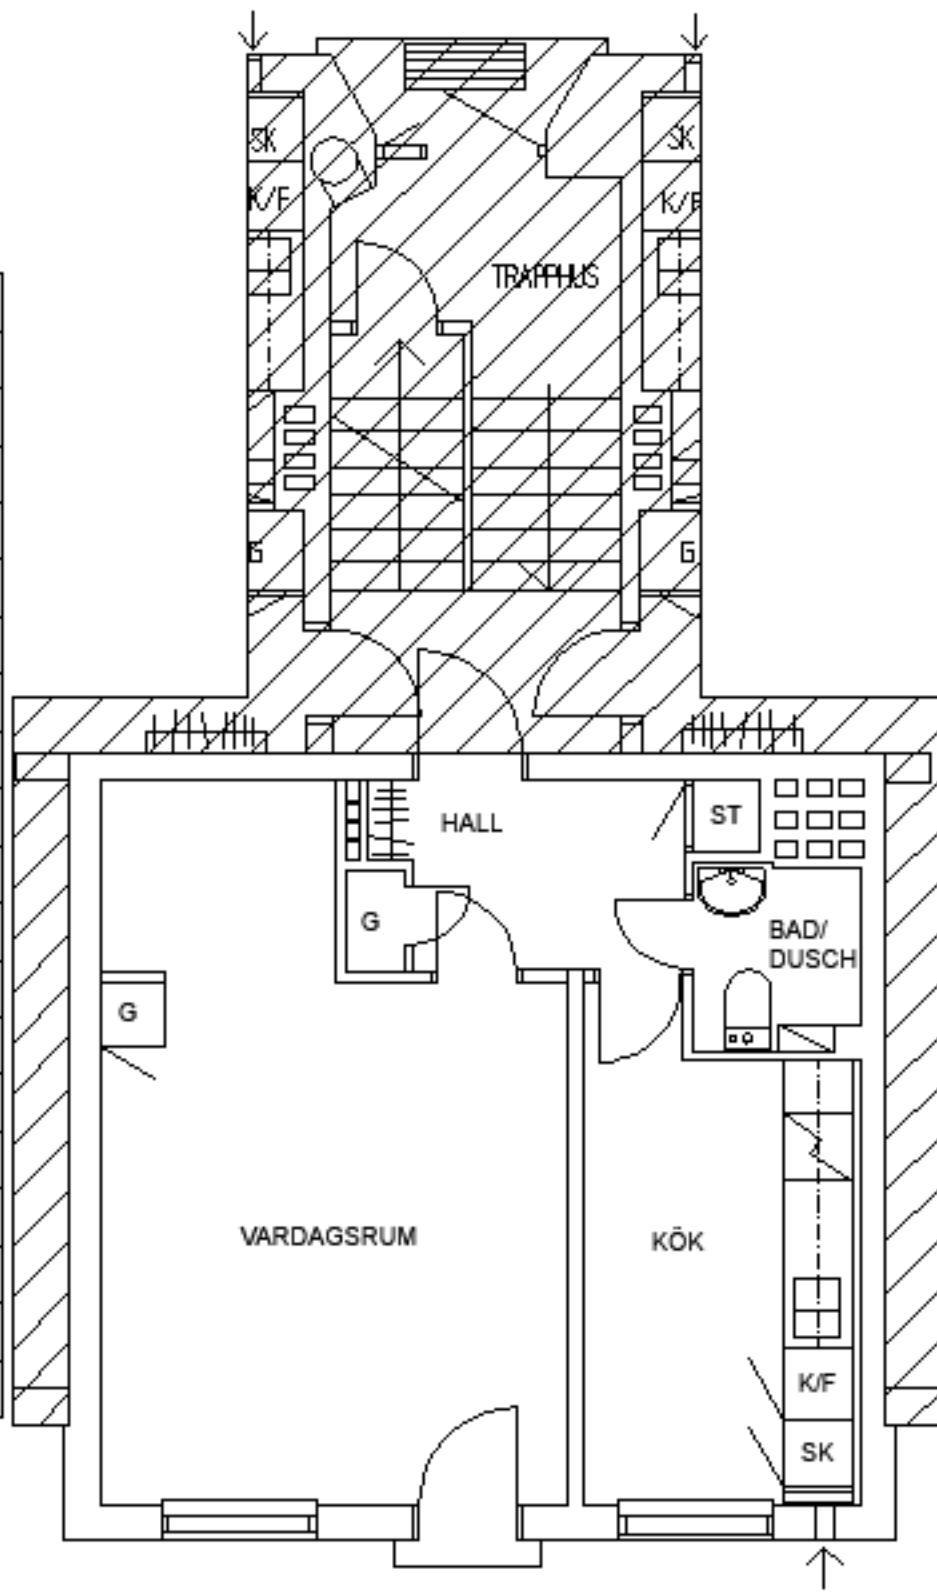 SK
SK
K/F
K/F
TRAPPHUS
G
G
HALL
ST
G
BAD/
DUSCH
G
VARDAGSRUM
KÖK
K/F
SK